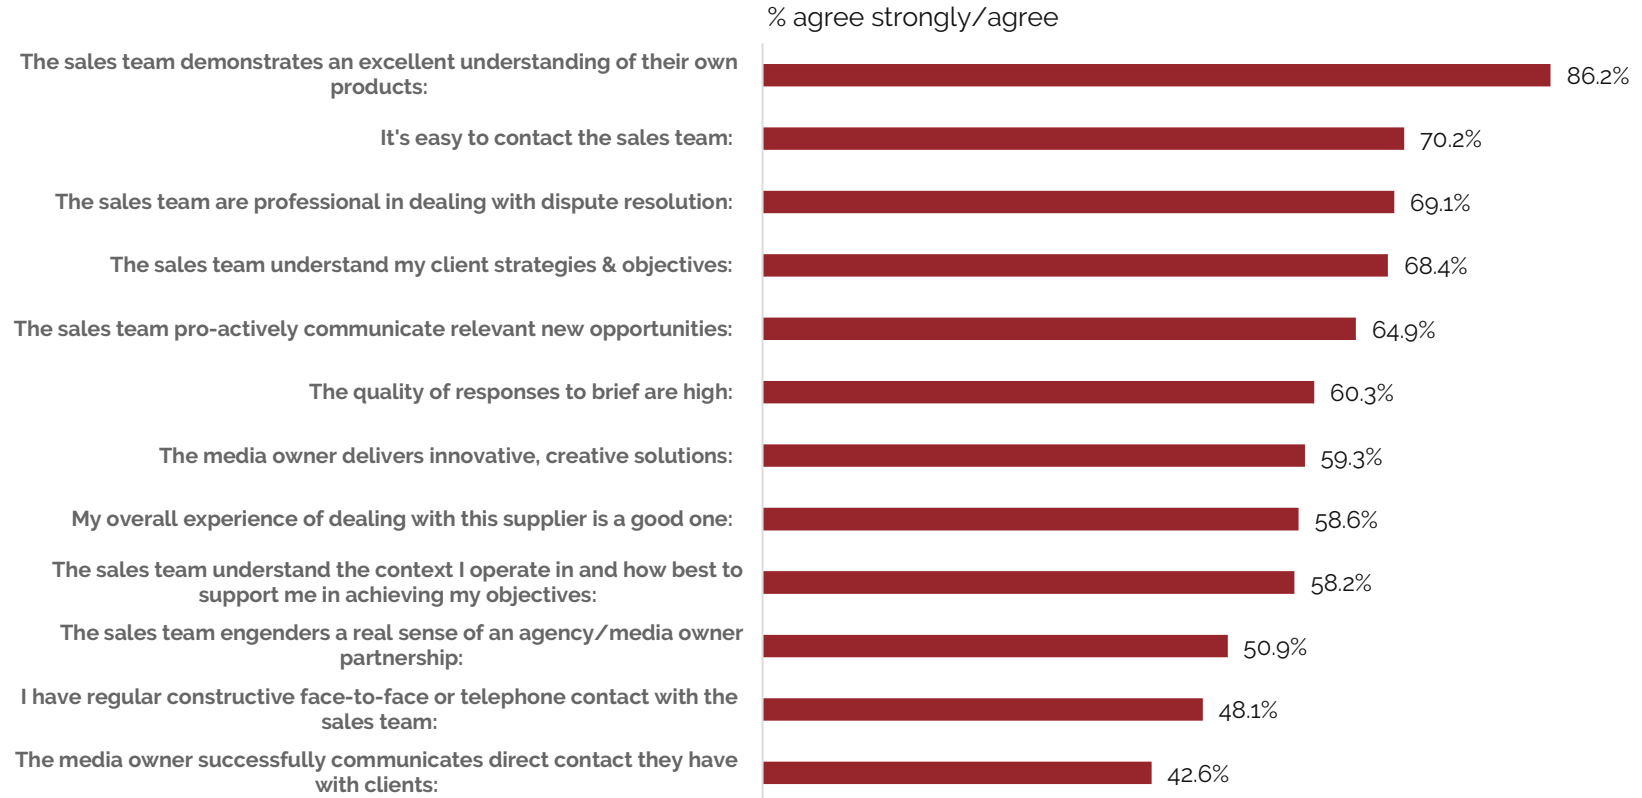 % agree strongly/agree
The sales team demonstrates an excellent understanding of their own
products:
86.2%
It's easy to contact the sales team:
70.2%
The sales team are professional in dealing with dispute resolution:
69.1%
The sales team understand my client strategies & objectives:
68.4%
The sales team pro-actively communicate relevant new opportunities:
64.9%
The quality of responses to brief are high:
60.3%
The media owner delivers innovative, creative solutions:
59.3%
My overall experience of dealing with this supplier is a good one:
58.6%
The sales team understand the context I operate in and how best to
support me in achieving my objectives:
58.2%
The sales team engenders a real sense of an agency/media owner
partnership:
50.9%
I have regular constructive face-to-face or telephone contact with the
sales team:
48.1%
The media owner successfully communicates direct contact they have
with clients:
42.6%